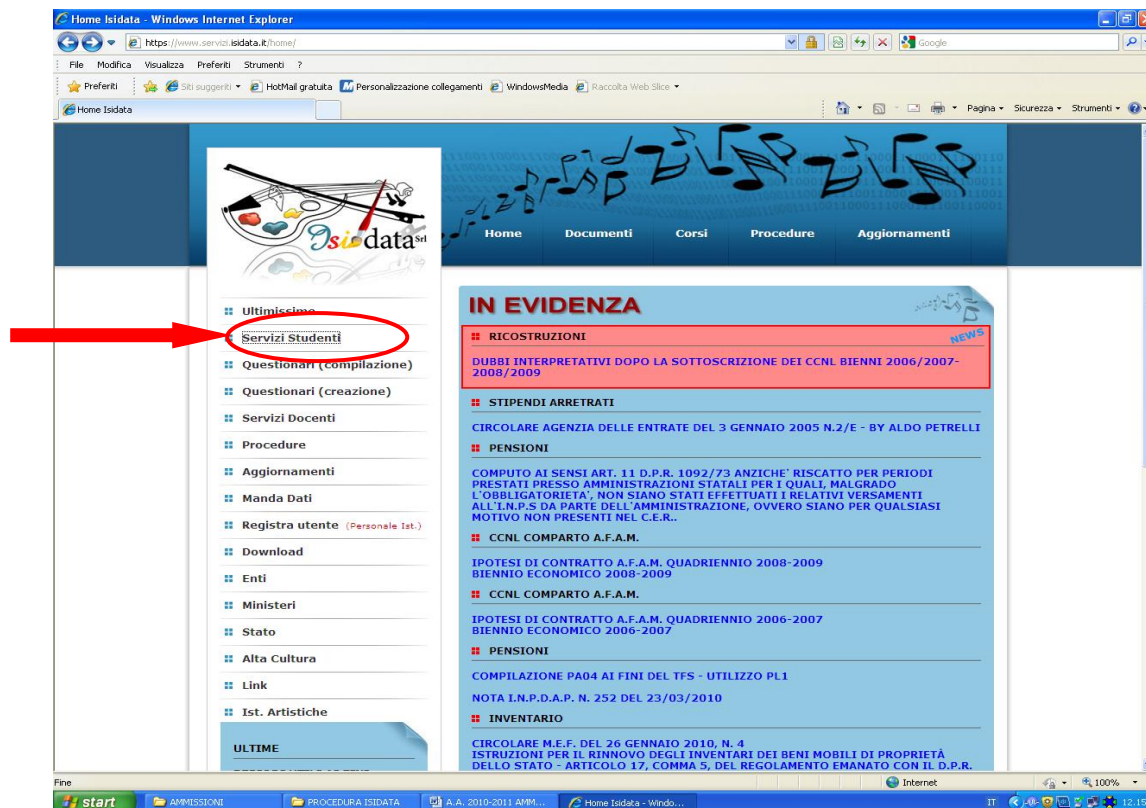 Home Isidata - Windows Internet Explorer
https://www.servizi.isidata.it/home/
Google
File Modifica Visualizza Preferiti Strumenti ?
Preferiti Siti suggeriti HotMail gratuita Personalizzazione collegamenti WindowsMedia Raccolta Web Slice
Home Isidata
Pagina Sicurezza Strumenti
Isidata Srl
Home Documenti Corsi Procedure Aggiornamenti
Ultimissime
Servizi Studenti
Questionari (compilazione)
Questionari (creazione)
Servizi Docenti
Procedure
Aggiornamenti
Manda Dati
Registra utente (Personale Ist.)
Download
Enti
Ministeri
Stato
Alta Cultura
Link
Ist. Artistiche
ULTIME
IN EVIDENZA
NEWS
RICOSTRUZIONI
DUBBI INTERPRETATIVI DOPO LA SOTTOSCRIZIONE DEI CCNL BIENNI 2006/2007-
2008/2009
STIPENDI ARRETRATI
CIRCOLARE AGENZIA DELLE ENTRATE DEL 3 GENNAIO 2005 N.2/E - BY ALDO PETRELLI
PENSIONI
COMPUTO AI SENSI ART. 11 D.P.R. 1092/73 ANZICHE' RISCATTO PER PERIODI
PRESTATI PRESSO AMMINISTRAZIONI STATALI PER I QUALI, MALGRADO
L'OBBLIGATORIETA', NON SIANO STATI EFFETTUATI I RELATIVI VERSAMENTI
ALL'I.N.P.S DA PARTE DELL'AMMINISTRAZIONE, OVVERO SIANO PER QUALSIASI
MOTIVO NON PRESENTI NEL C.E.R..
CCNL COMPARTO A.F.A.M.
IPOTESI DI CONTRATTO A.F.A.M. QUADRIENNIO 2008-2009
BIENNIO ECONOMICO 2008-2009
CCNL COMPARTO A.F.A.M.
IPOTESI DI CONTRATTO A.F.A.M. QUADRIENNIO 2006-2007
BIENNIO ECONOMICO 2006-2007
PENSIONI
COMPILAZIONE PA04 AI FINI DEL TFS - UTILIZZO PL1
NOTA I.N.P.D.A.P. N. 252 DEL 23/03/2010
INVENTARIO
CIRCOLARE M.E.F. DEL 26 GENNAIO 2010, N. 4
ISTRUZIONI PER IL RINNOVO DEGLI INVENTARI DEI BENI MOBILI DI PROPRIETÀ
DELLO STATO - ARTICOLO 17, COMMA 5, DEL REGOLAMENTO EMANATO CON IL D.P.R.
Fine Internet 100%
start AMMISSIONI PROCEDURA ISIDATA A.A. 2010-2011 AMM... Home Isidata - Windo... IT 12.15